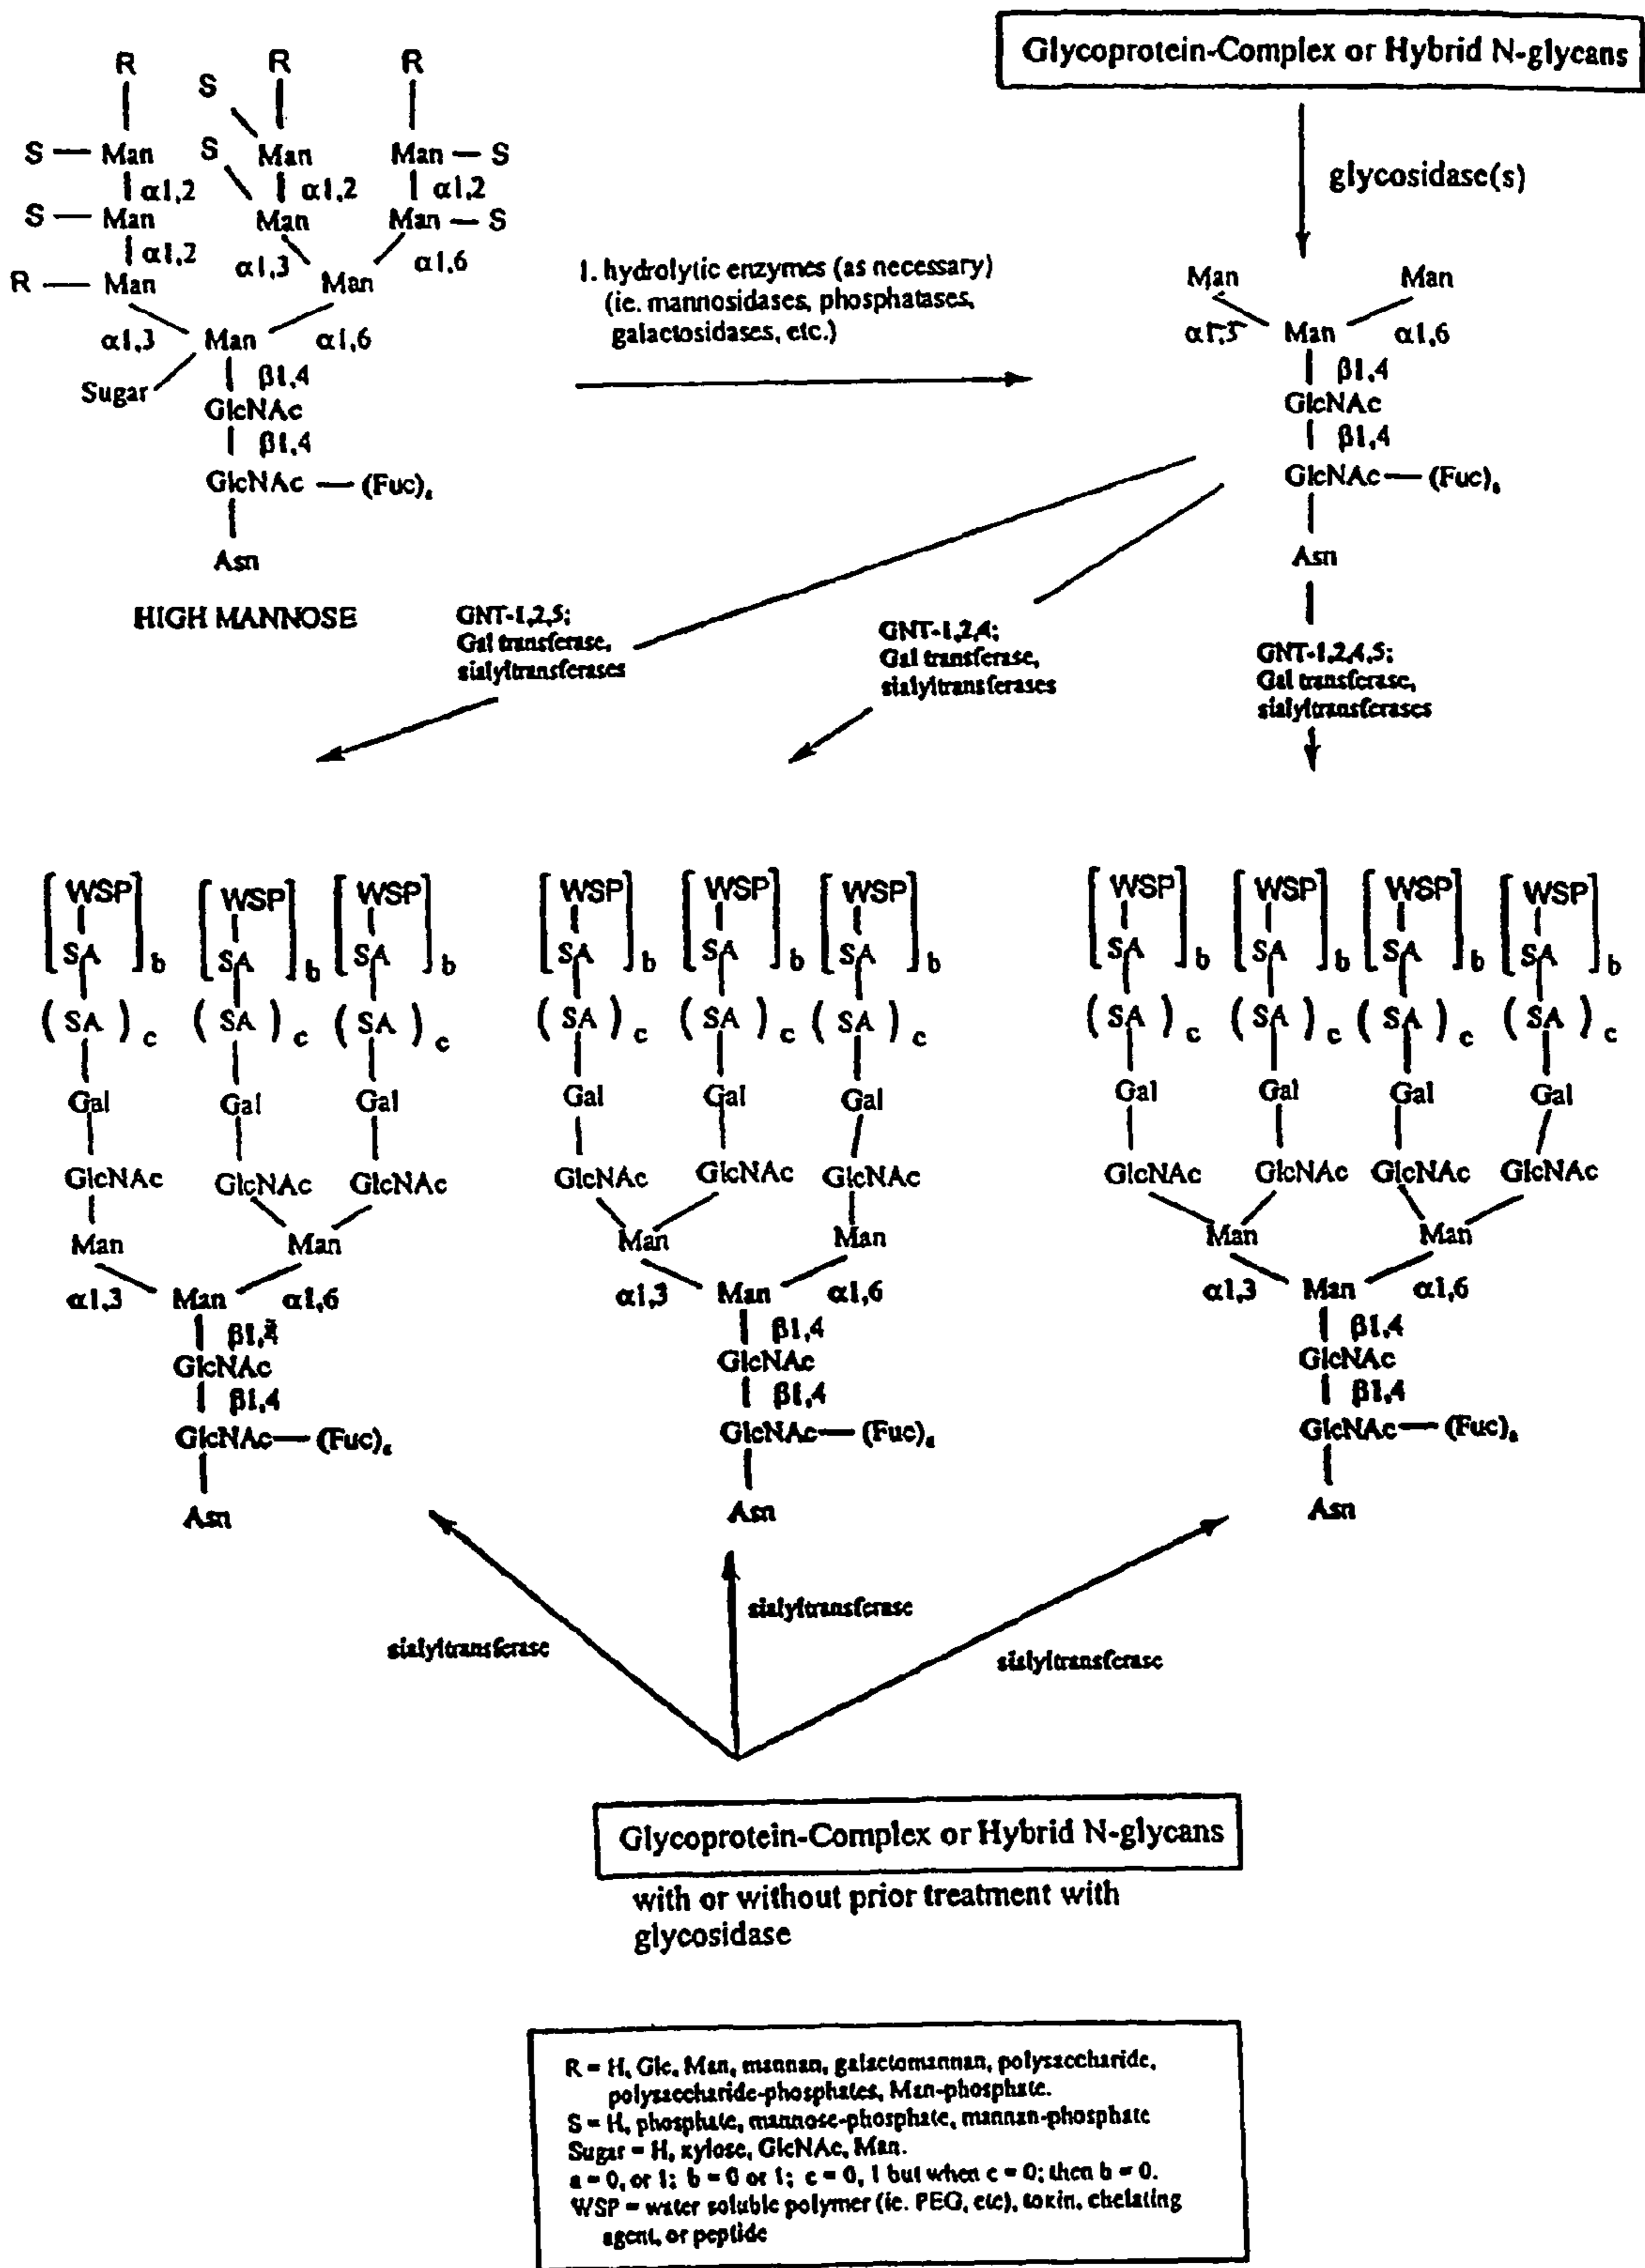 Glycoprotein-Complex or Hybrid N-glycans
R R R
S
S — Man S Man Man — S
α1,2 α1,2 α1,2
S — Man Man Man — S
α1,2 α1,3 α1,6
R — Man Man
α1,3 Man α1,6
Sugar β1,4
GlcNAc
β1,4
GlcNAc — (Fuc)
Asn
HIGH MANNOSE
1. hydrolytic enzymes (as necessary)
(ie. mannosidases, phosphatases,
galactosidases, etc.)
glycosidase(s)
Man Man
α1,3 Man α1,6
β1,4
GlcNAc
β1,4
GlcNAc — (Fuc)
Asn
GNT-1,2,5;
Gal transferase,
sialyltransferases
GNT-1,2,4;
Gal transferase,
sialyltransferases
GNT-1,2,4,5;
Gal transferase,
sialyltransferases
[WSP [WSP [WSP
SA]b SA]b SA]b
(SA)c (SA)c (SA)c
Gal Gal Gal
GlcNAc GlcNAc GlcNAc
Man Man
α1,3 Man α1,6
β1,4
GlcNAc
β1,4
GlcNAc — (Fuc)
Asn
[WSP [WSP [WSP
SA]b SA]b SA]b
(SA)c (SA)c (SA)c
Gal Gal Gal
GlcNAc GlcNAc GlcNAc
Man Man
α1,3 Man α1,6
β1,4
GlcNAc
β1,4
GlcNAc — (Fuc)
Asn
[WSP [WSP [WSP [WSP
SA]b SA]b SA]b SA]b
(SA)c (SA)c (SA)c (SA)c
Gal Gal Gal Gal
GlcNAc GlcNAc GlcNAc GlcNAc
Man Man
α1,3 Man α1,6
β1,4
GlcNAc
β1,4
GlcNAc — (Fuc)
Asn
sialyltransferase
sialyltransferase
sialyltransferase
Glycoprotein-Complex or Hybrid N-glycans
with or without prior treatment with
glycosidase
R = H, Glc, Man, mannan, galactomannan, polysaccharide,
polysaccharide-phosphates, Man-phosphate.
S = H, phosphate, mannose-phosphate, mannan-phosphate
Sugar = H, xylose, GlcNAc, Man.
a = 0, or 1; b = 0 or 1; c = 0, 1 but when c = 0; then b = 0.
WSP = water soluble polymer (ie. PEG, etc), toxin, chelating
agent, or peptide